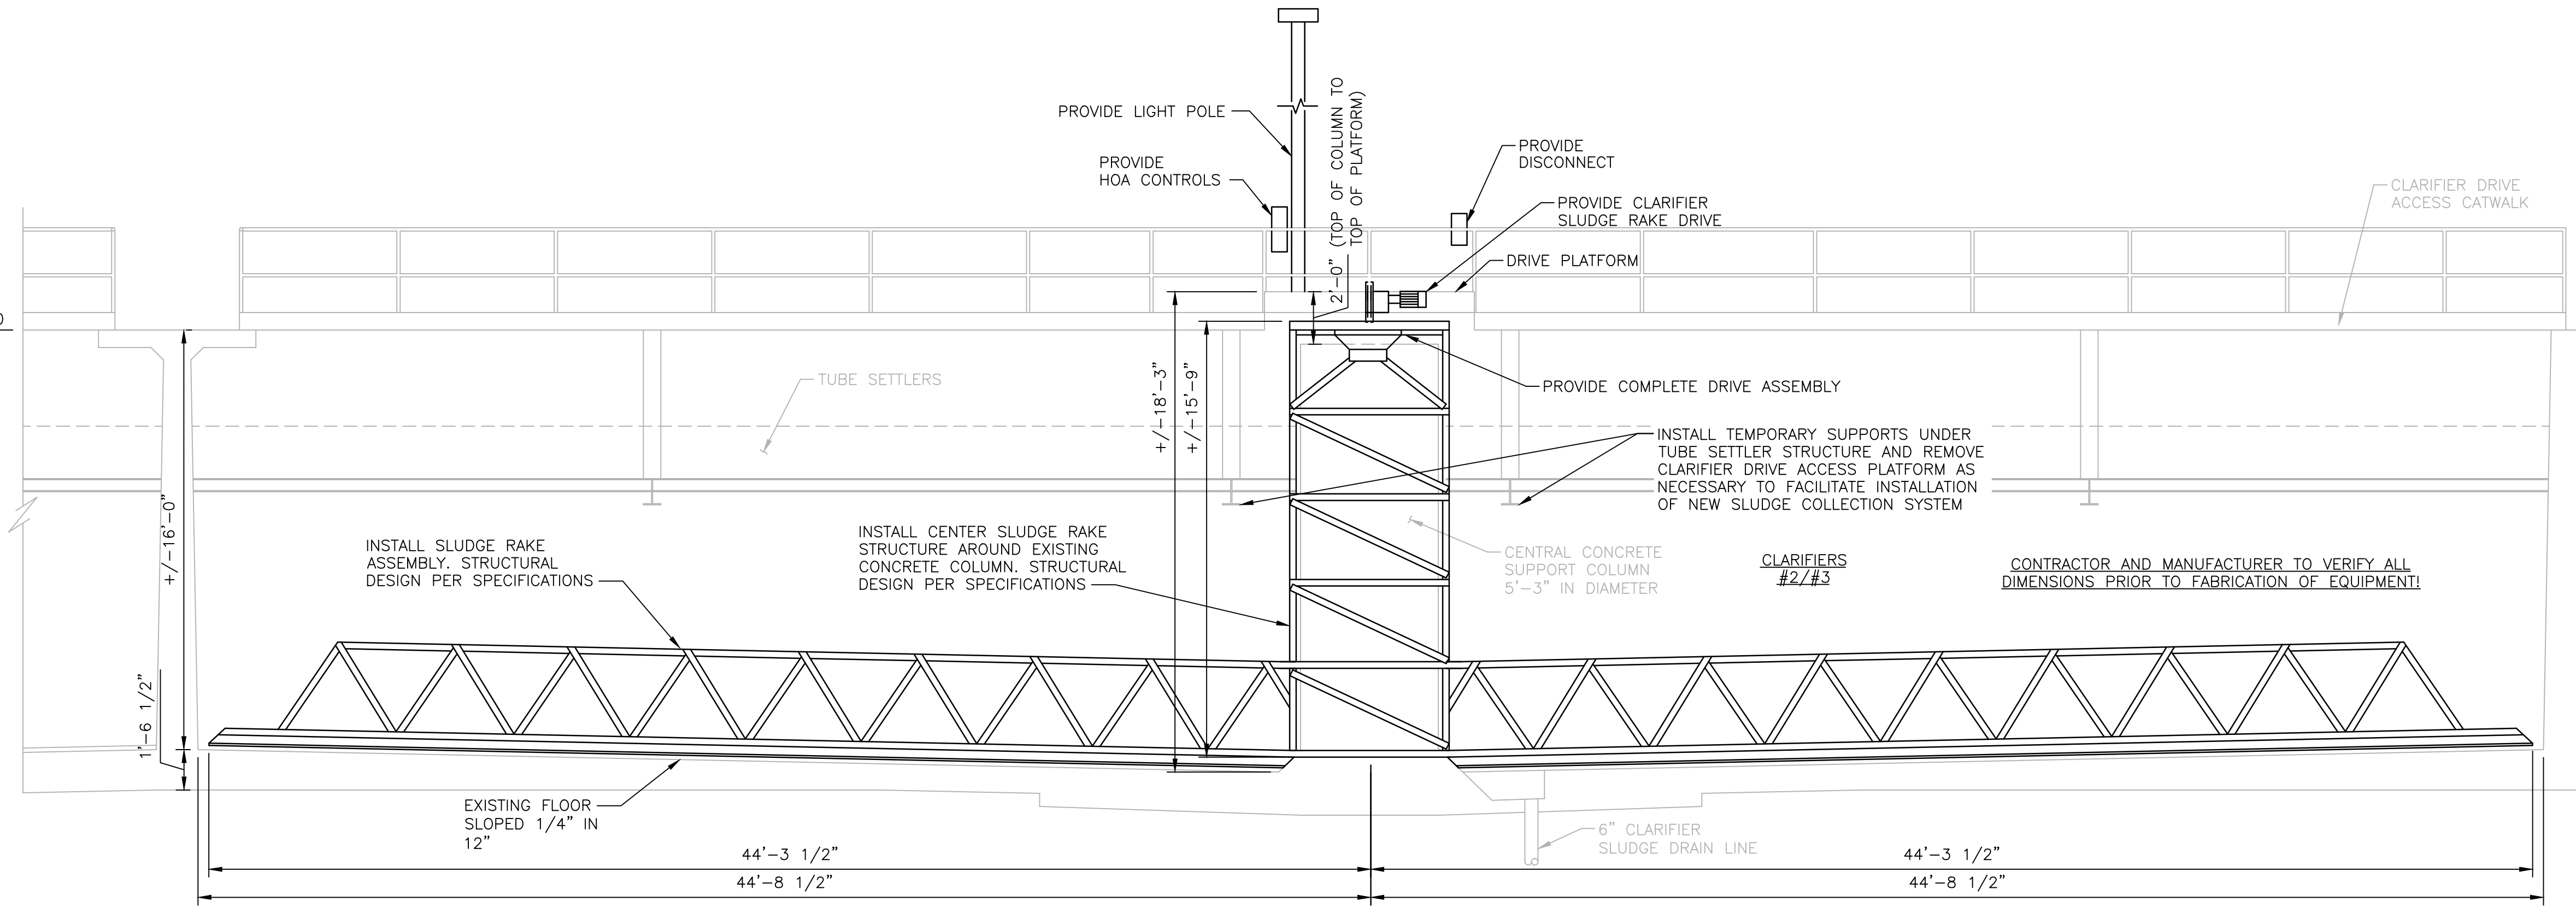 PROVIDE LIGHT POLE
2'-0" (TOP OF COLUMN TO
TOP OF PLATFORM)
PROVIDE
HOA CONTROLS
PROVIDE
DISCONNECT
PROVIDE CLARIFIER
SLUDGE RAKE DRIVE
DRIVE PLATFORM
CLARIFIER DRIVE
ACCESS CATWALK
TUBE SETTLERS
+/-18'-3"
+/-15'-9"
PROVIDE COMPLETE DRIVE ASSEMBLY
INSTALL TEMPORARY SUPPORTS UNDER
TUBE SETTLER STRUCTURE AND REMOVE
CLARIFIER DRIVE ACCESS PLATFORM AS
NECESSARY TO FACILITATE INSTALLATION
OF NEW SLUDGE COLLECTION SYSTEM
+/-16'-0"
INSTALL SLUDGE RAKE
ASSEMBLY. STRUCTURAL
DESIGN PER SPECIFICATIONS
INSTALL CENTER SLUDGE RAKE
STRUCTURE AROUND EXISTING
CONCRETE COLUMN. STRUCTURAL
DESIGN PER SPECIFICATIONS
CENTRAL CONCRETE
SUPPORT COLUMN
5'-3" IN DIAMETER
CLARIFIERS
#2/#3
CONTRACTOR AND MANUFACTURER TO VERIFY ALL
DIMENSIONS PRIOR TO FABRICATION OF EQUIPMENT!
1'-6 1/2"
EXISTING FLOOR
SLOPED 1/4" IN
12"
6" CLARIFIER
SLUDGE DRAIN LINE
44'-3 1/2"
44'-3 1/2"
44'-8 1/2"
44'-8 1/2"